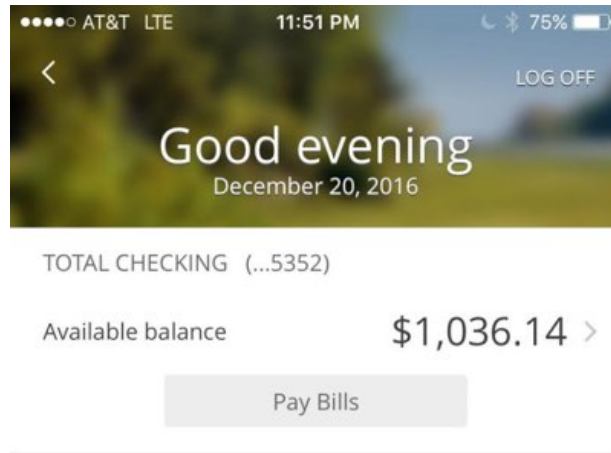 AT&T LTE 11:51 PM 75%
LOG OFF
Good evening
December 20, 2016
TOTAL CHECKING (...5352)
Available balance $1,036.14 >
Pay Bills